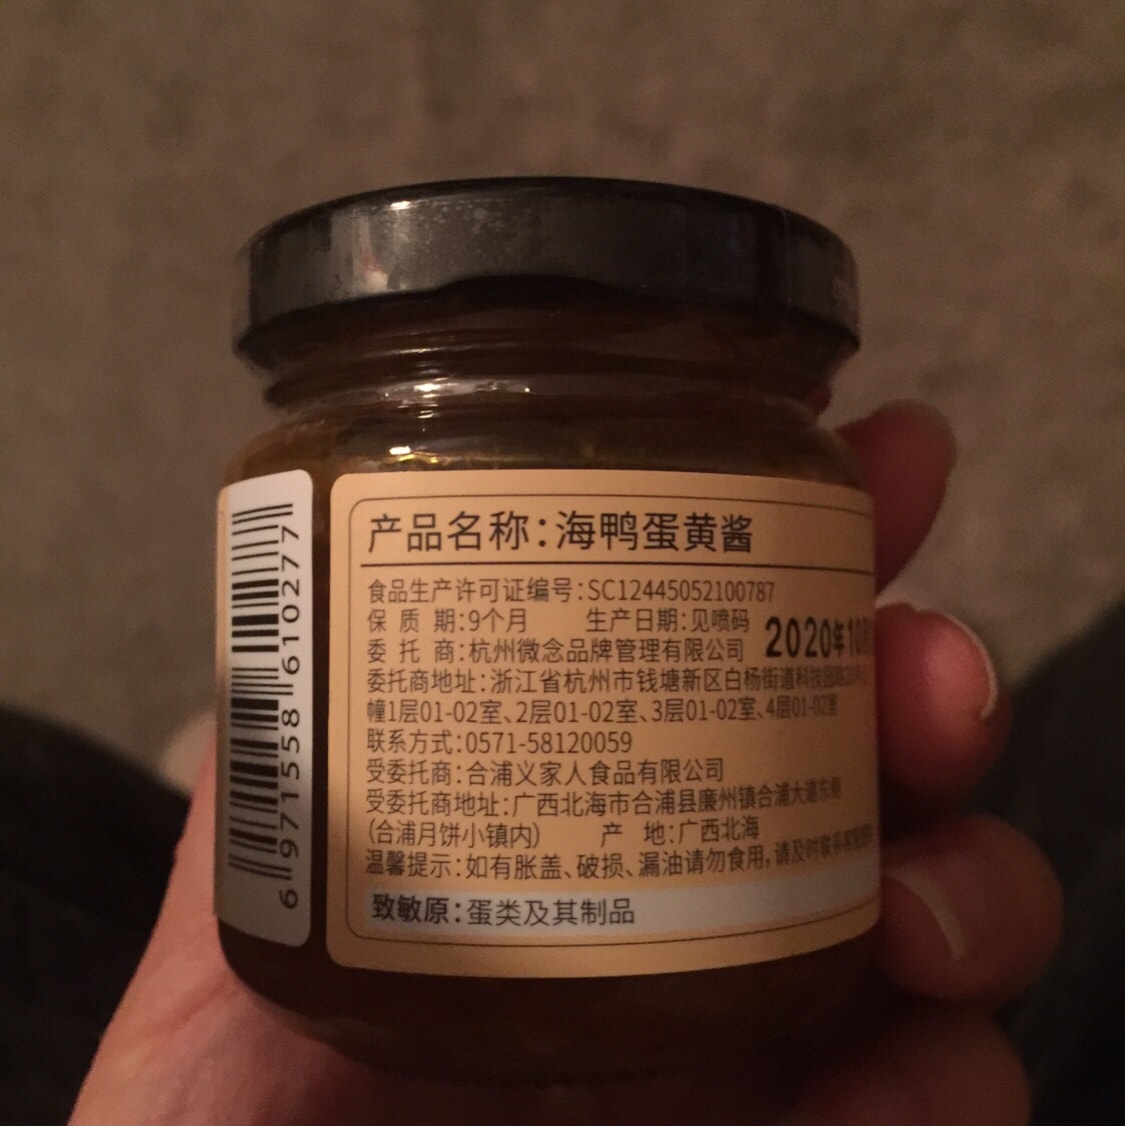 产品名称：海鸭蛋黄酱
食品生产许可证编号：SC12445052100787
保 质 期：9个月 生产日期：见喷码
2020年10
委 托 商：杭州微念品牌管理有限公司
委托商地址：浙江省杭州市钱塘新区白杨街道科技园路
幢1层01-02室、2层01-02室、3层01-02室、4层01-02室
联系方式：0571-58120059
受委托商：合浦义家人食品有限公司
受委托商地址：广西北海市合浦县廉州镇合浦大道东侧
（合浦月饼小镇内） 产 地：广西北海
温馨提示：如有胀盖、破损、漏油请勿食用，请及时联系客服
致敏原：蛋类及其制品
6 971558 610277